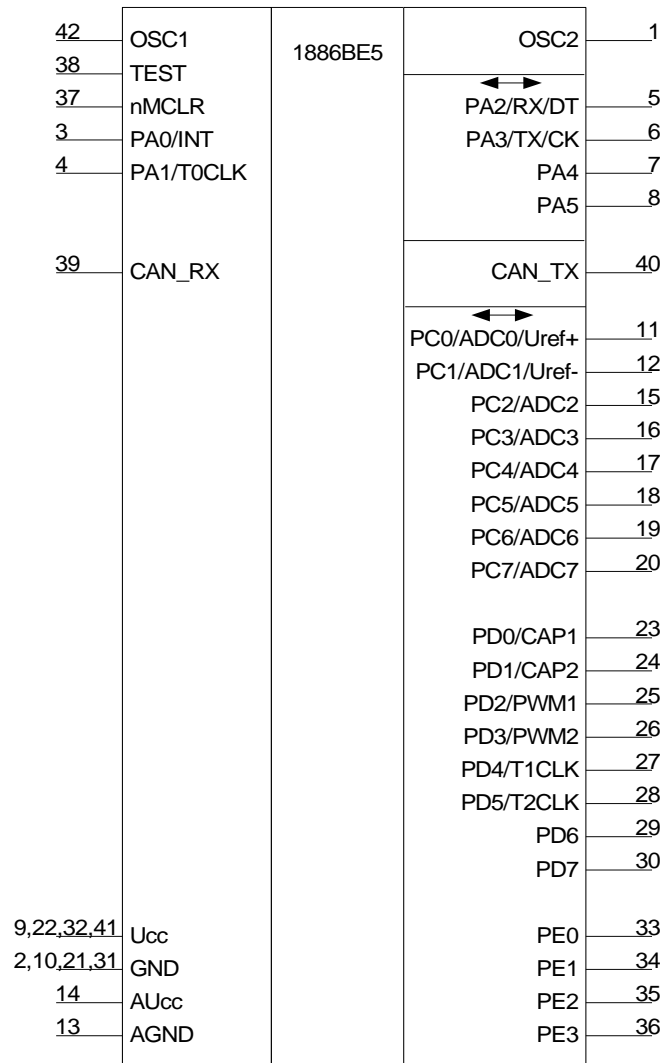 42 OSC1 1886BE5 OSC2 1
38 TEST
37 nMCLR PA2/RX/DT 5
3 PA0/INT PA3/TX/CK 6
4 PA1/T0CLK PA4 7
PA5 8
39 CAN_RX CAN_TX 40
PC0/ADC0/Uref+ 11
PC1/ADC1/Uref- 12
PC2/ADC2 15
PC3/ADC3 16
PC4/ADC4 17
PC5/ADC5 18
PC6/ADC6 19
PC7/ADC7 20
PD0/CAP1 23
PD1/CAP2 24
PD2/PWM1 25
PD3/PWM2 26
PD4/T1CLK 27
PD5/T2CLK 28
PD6 29
PD7 30
9,22,32,41 Ucc PE0 33
2,10,21,31 GND PE1 34
14 AUcc PE2 35
13 AGND PE3 36